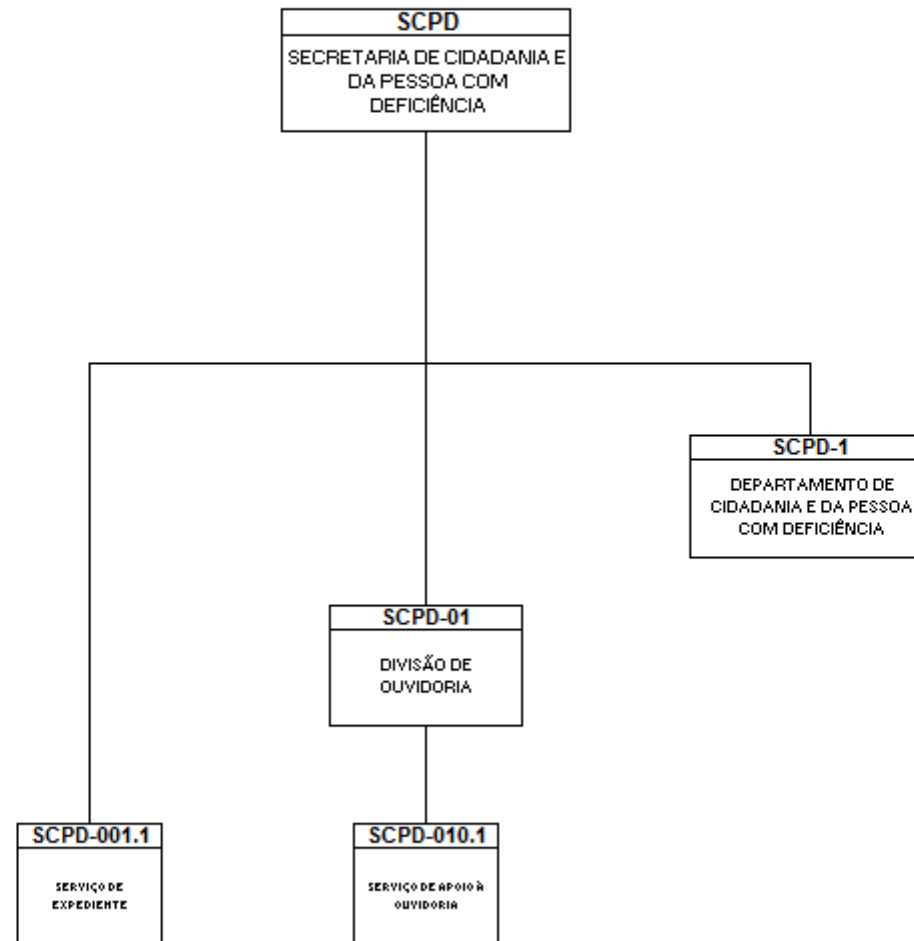 SCPD
SECRETARIA DE CIDADANIA E
DA PESSOA COM
DEFICIÊNCIA
SCPD-1
DEPARTAMENTO DE
CIDADANIA E DA PESSOA
COM DEFICIÊNCIA
SCPD-01
DIVISÃO DE
OUVIDORIA
SCPD-001.1
SERVIÇO DE
EXPEDIENTE
SCPD-010.1
SERVIÇO DE APOIO À
OUVIDORIA